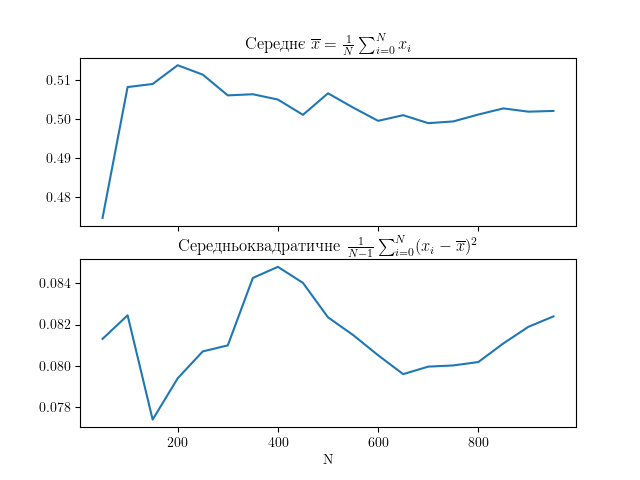 Середнє $\overline{x} = \frac{1}{N}\sum_{i=0}^{N} x_i$
0.51
0.50
0.49
0.48
Середньоквадратичне $\frac{1}{N-1}\sum_{i=0}^{N}(x_i - \overline{x})^2$
0.084
0.082
0.080
0.078
200 400 600 800
N